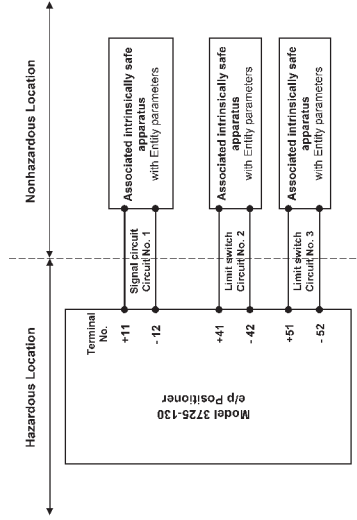 Hazardous Location
Nonhazardous Location
Model 3725-130
e/p Positioner
Terminal
No.
+11
- 12
+41
- 42
+51
- 52
Signal circuit
Circuit No. 1
Limit switch
Circuit No. 2
Limit switch
Circuit No. 3
Associated intrinsically safe
apparatus
with Entity parameters
Associated intrinsically safe
apparatus
with Entity parameters
Associated intrinsically safe
apparatus
with Entity parameters